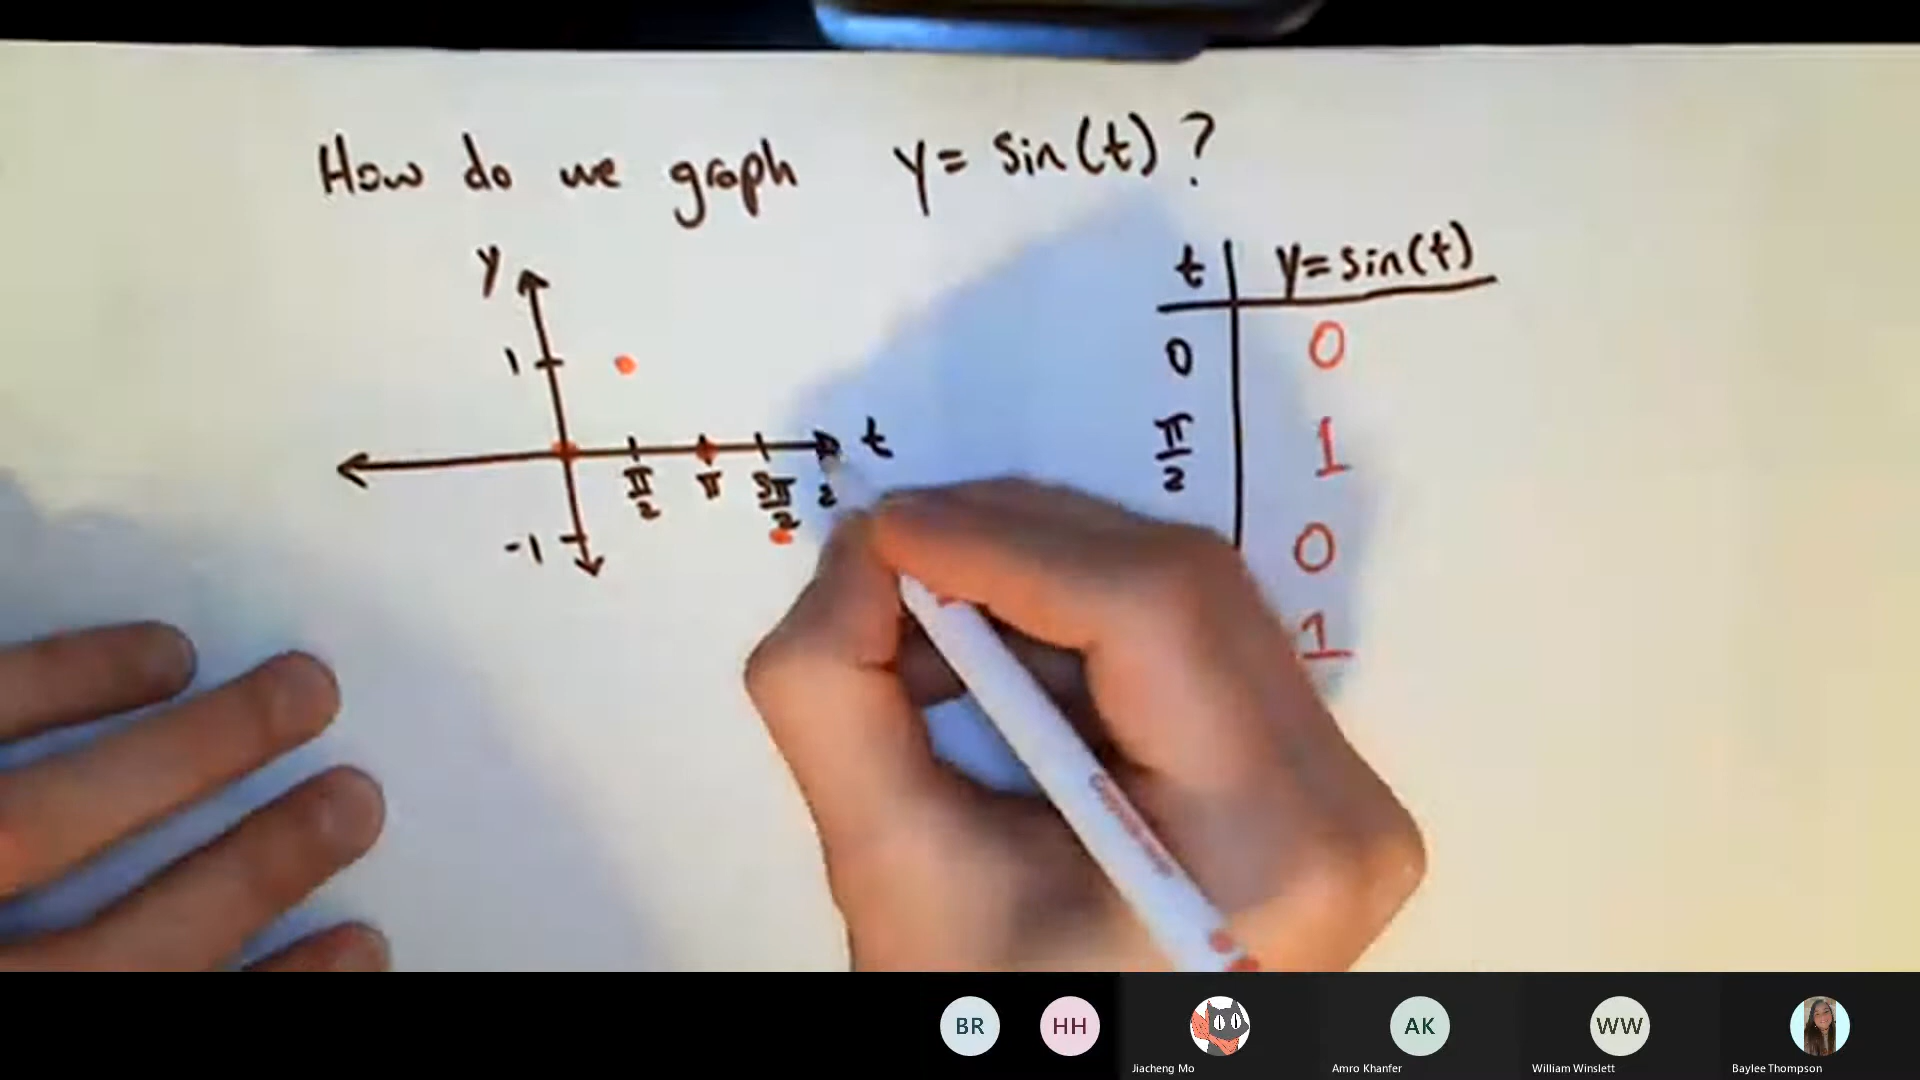 How do we graph y = sin(t) ?
y
t
y = sin(t)
1
0
0
t
π/2
1
π/2
π
3π/2
2
-1
0
1
BR
HH
AK
WW
Jiacheng Mo
Amro Khanfer
William Winslett
Baylee Thompson